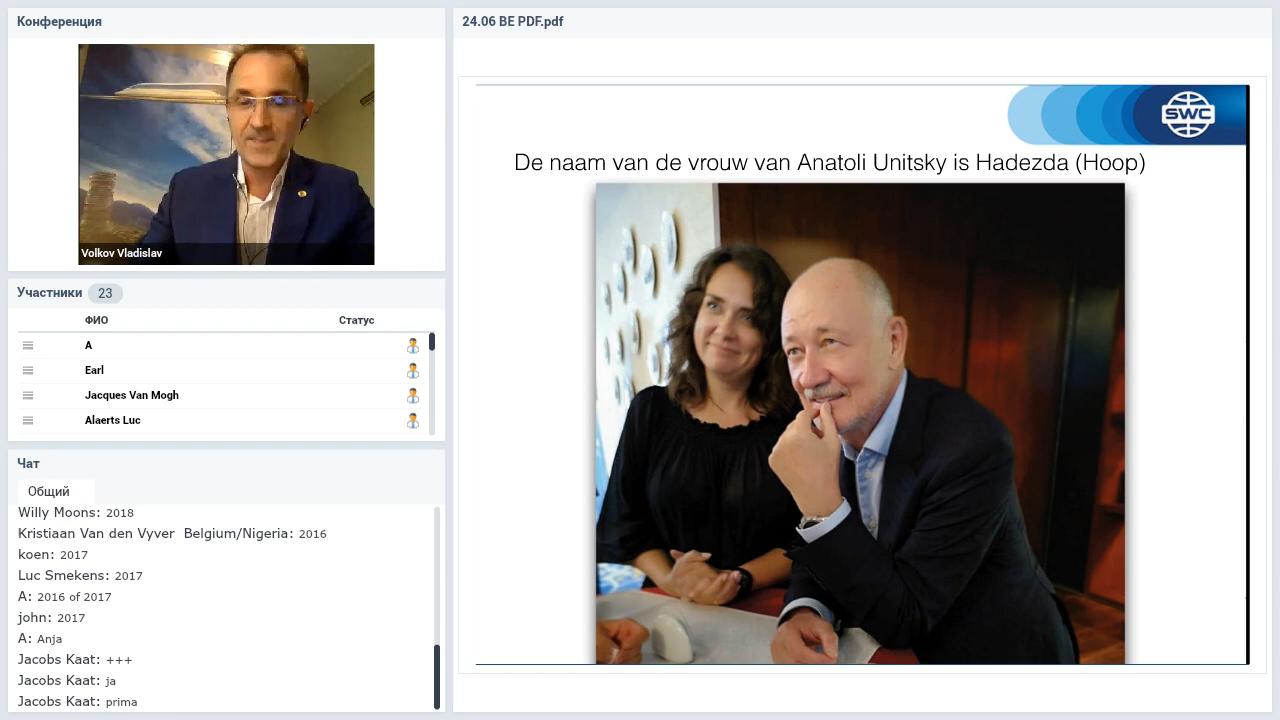 Конференция
Volkov Vladislav
Участники 23
ФИО Статус
A
Earl
Jacques Van Mogh
Alaerts Luc
Чат
Общий
Willy Moons: 2018
Kristiaan Van den Vyver Belgium/Nigeria: 2016
koen: 2017
Luc Smekens: 2017
A: 2016 of 2017
john: 2017
A: Anja
Jacobs Kaat: +++
Jacobs Kaat: ja
Jacobs Kaat: prima
24.06 BE PDF.pdf
SWC
De naam van de vrouw van Anatoli Unitsky is Hadezda (Hoop)